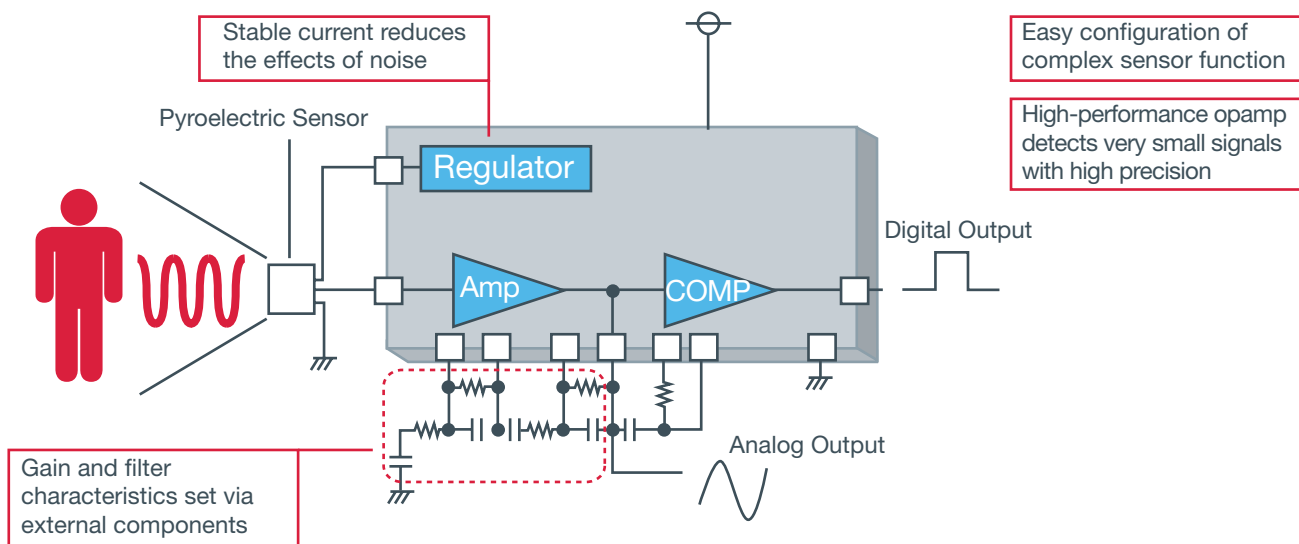 Stable current reduces
the effects of noise
Easy configuration of
complex sensor function
High-performance opamp
detects very small signals
with high precision
Pyroelectric Sensor
Regulator
Digital Output
Amp
COMP
Analog Output
Gain and filter
characteristics set via
external components